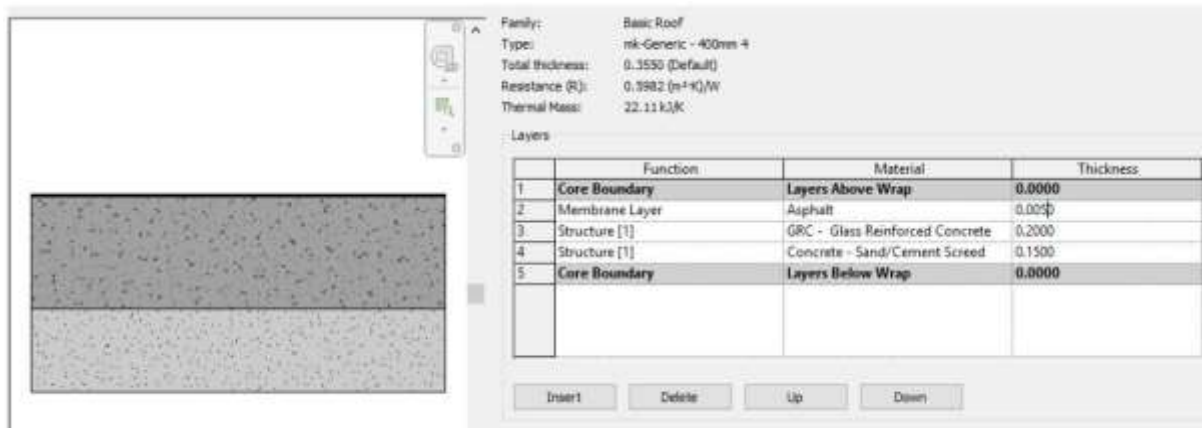 Family: Basic Roof
Type: mk-Generic - 400mm 4
Total thickness: 0.3550 (Default)
Resistance (R): 0.5982 (m²·K)/W
Thermal Mass: 22.11 kJ/K
Layers
Function Material Thickness
1 Core Boundary Layers Above Wrap 0.0000
2 Membrane Layer Asphalt 0.0050
3 Structure [1] GRC - Glass Reinforced Concrete 0.2000
4 Structure [1] Concrete - Sand/Cement Screed 0.1500
5 Core Boundary Layers Below Wrap 0.0000
Insert Delete Up Down